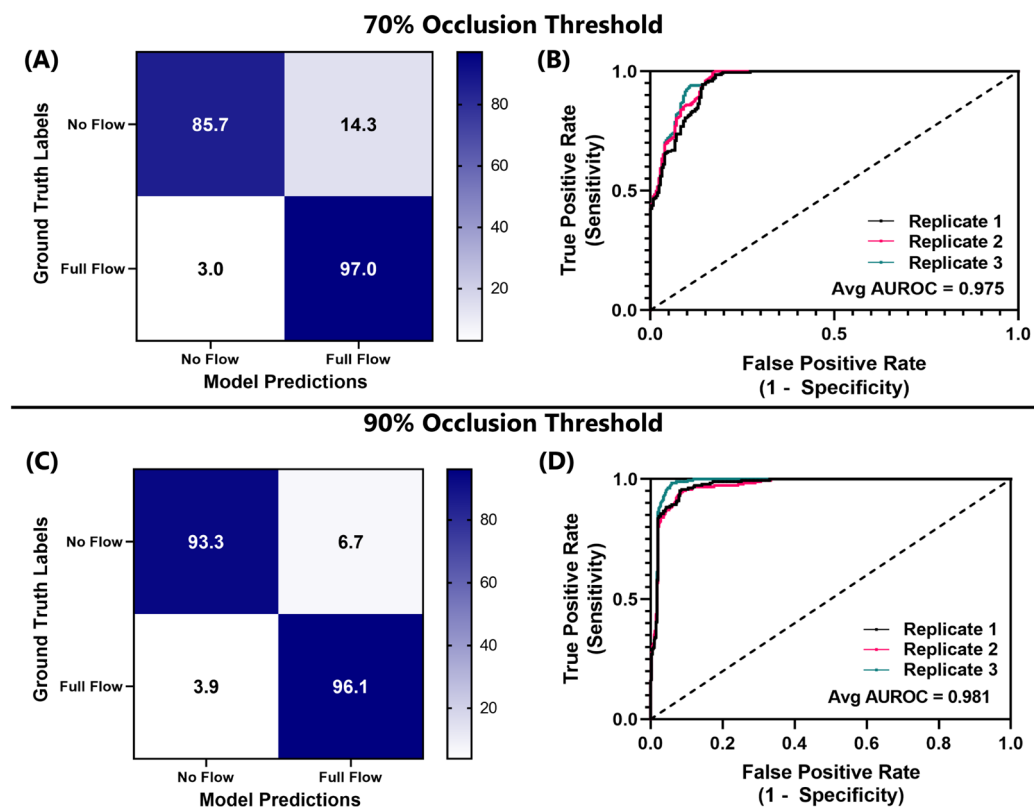 70% Occlusion Threshold
(A)
Ground Truth Labels
No Flow
Full Flow
85.7
14.3
3.0
97.0
No Flow
Full Flow
Model Predictions
80
60
40
20
(B)
True Positive Rate
(Sensitivity)
1.0
0.5
0.0
Replicate 1
Replicate 2
Replicate 3
Avg AUROC = 0.975
0.0
0.5
1.0
False Positive Rate
(1 - Specificity)
90% Occlusion Threshold
(C)
Ground Truth Labels
No Flow
Full Flow
93.3
6.7
3.9
96.1
No Flow
Full Flow
Model Predictions
80
60
40
20
(D)
True Positive Rate
(Sensitivity)
1.0
0.5
0.0
Replicate 1
Replicate 2
Replicate 3
Avg AUROC = 0.981
0.0
0.2
0.4
0.6
0.8
1.0
False Positive Rate
(1 - Specificity)